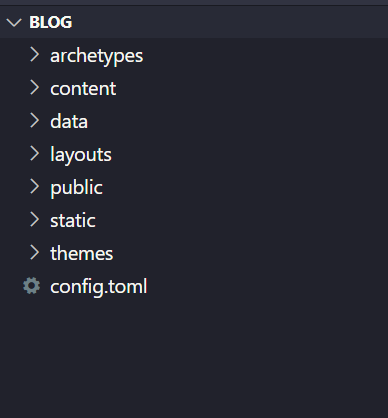 BLOG
archetypes
content
data
layouts
public
static
themes
config.toml